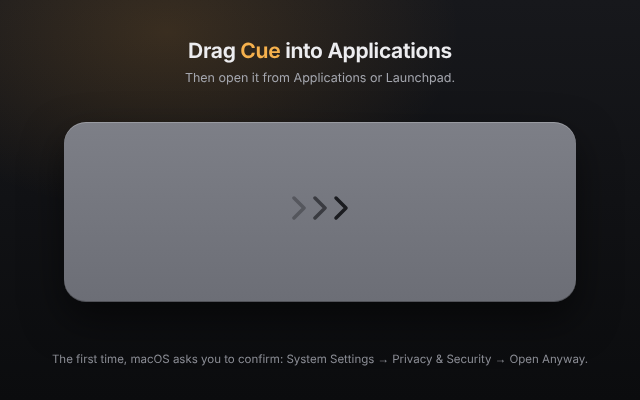 Drag Cue into Applications
Then open it from Applications or Launchpad.
The first time, macOS asks you to confirm: System Settings → Privacy & Security → Open Anyway.